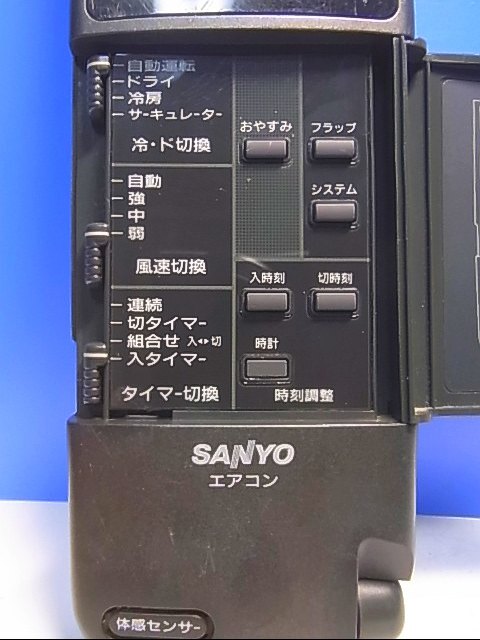 自動運転
ドライ
冷房
サーキュレーター
冷・ド切換
おやすみ
フラップ
システム
自動
強
中
弱
風速切換
入時刻
切時刻
連続
切タイマー
組合せ 入◂▸切
入タイマー
タイマー切換
時計
時刻調整
SANYO
エアコン
体感センサー